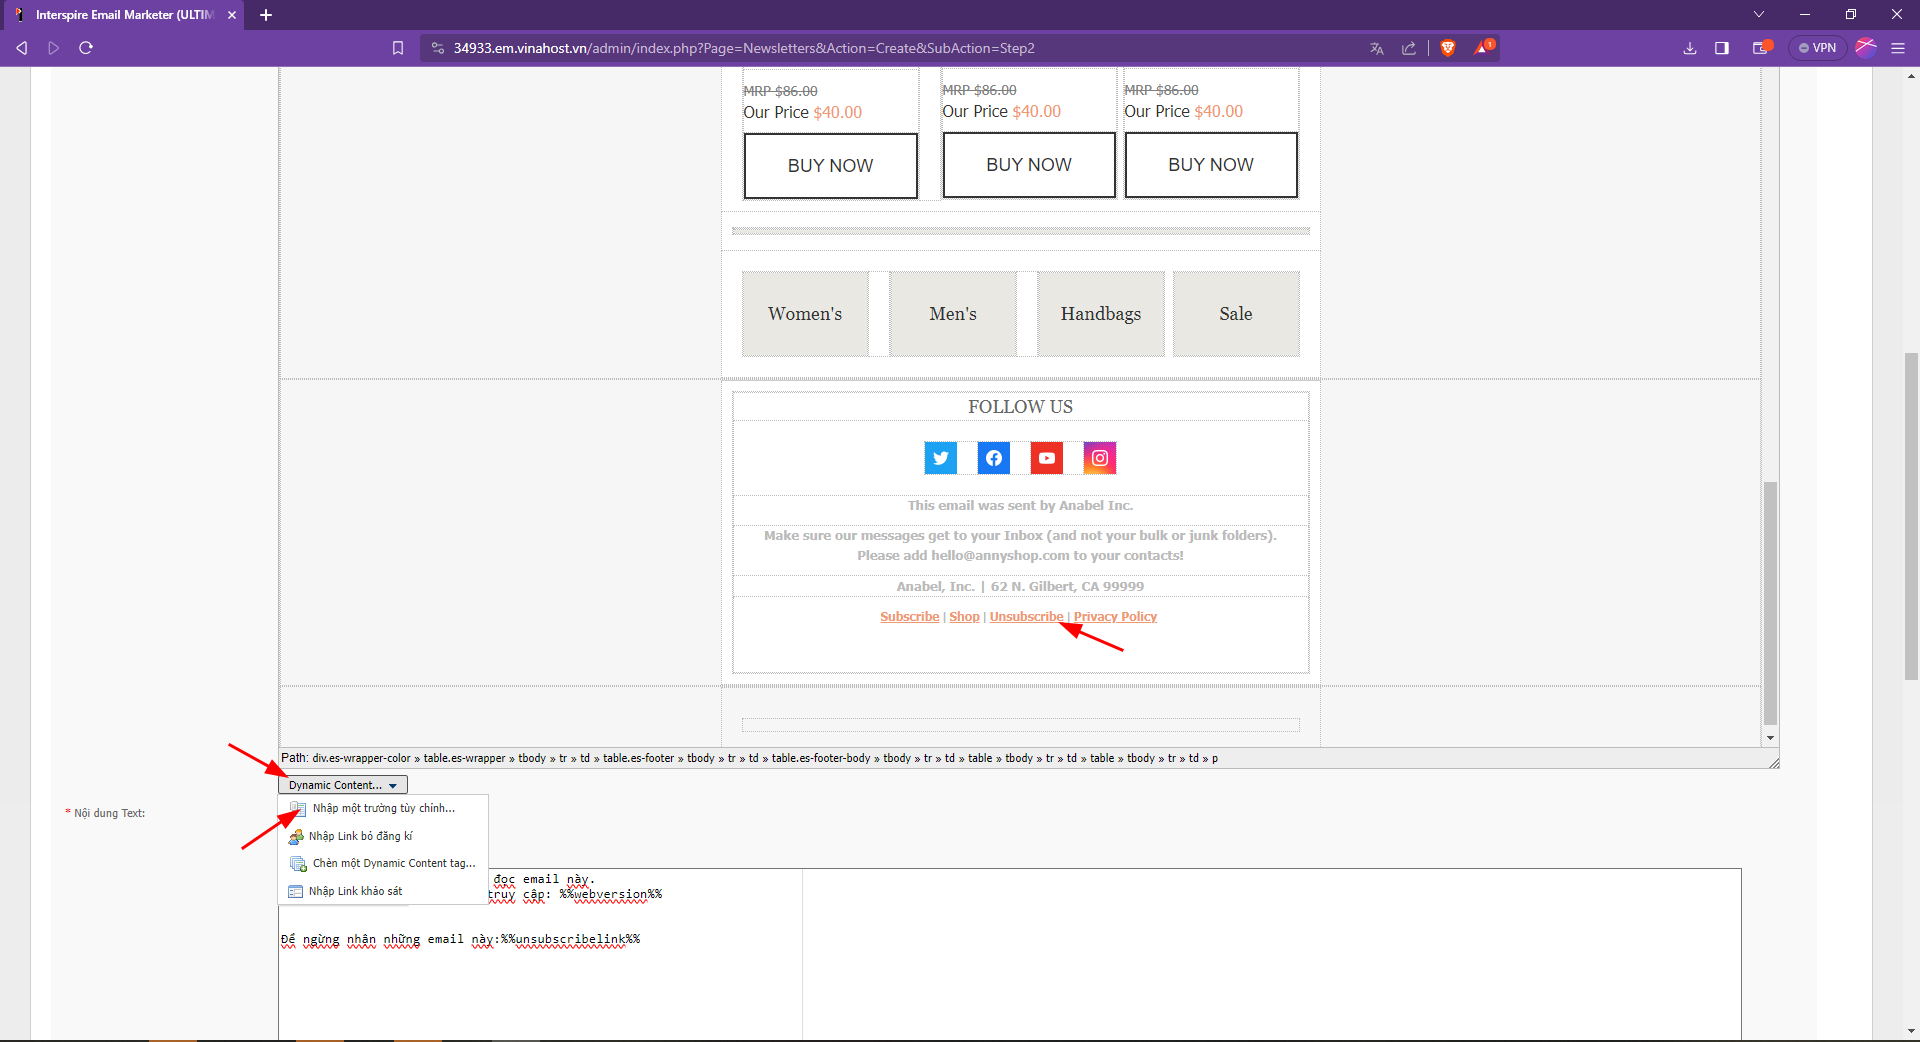 Interspire Email Marketer (ULTIM
34933.em.vinahost.vn/admin/index.php?Page=Newsletters&Action=Create&SubAction=Step2
1
VPN
MRP $86.00
MRP $86.00
MRP $86.00
Our Price $40.00
Our Price $40.00
Our Price $40.00
BUY NOW
BUY NOW
BUY NOW
Women's
Men's
Handbags
Sale
FOLLOW US
This email was sent by Anabel Inc.
Make sure our messages get to your Inbox (and not your bulk or junk folders).
Please add hello@annyshop.com to your contacts!
Anabel, Inc. | 62 N. Gilbert, CA 99999
Subscribe | Shop | Unsubscribe | Privacy Policy
Path: div.es-wrapper-color » table.es-wrapper » tbody » tr » td » table.es-footer » tbody » tr » td » table.es-footer-body » tbody » tr » td » table » tbody » tr » td » table » tbody » tr » td » p
Dynamic Content...
* Nội dung Text:
Nhập một trường tùy chỉnh...
Nhập Link bỏ đăng kí
Chèn một Dynamic Content tag...
Nhập Link khảo sát
đọc email này.
truy cập: %%webversion%%
Để ngừng nhận những email này:%%unsubscribelink%%